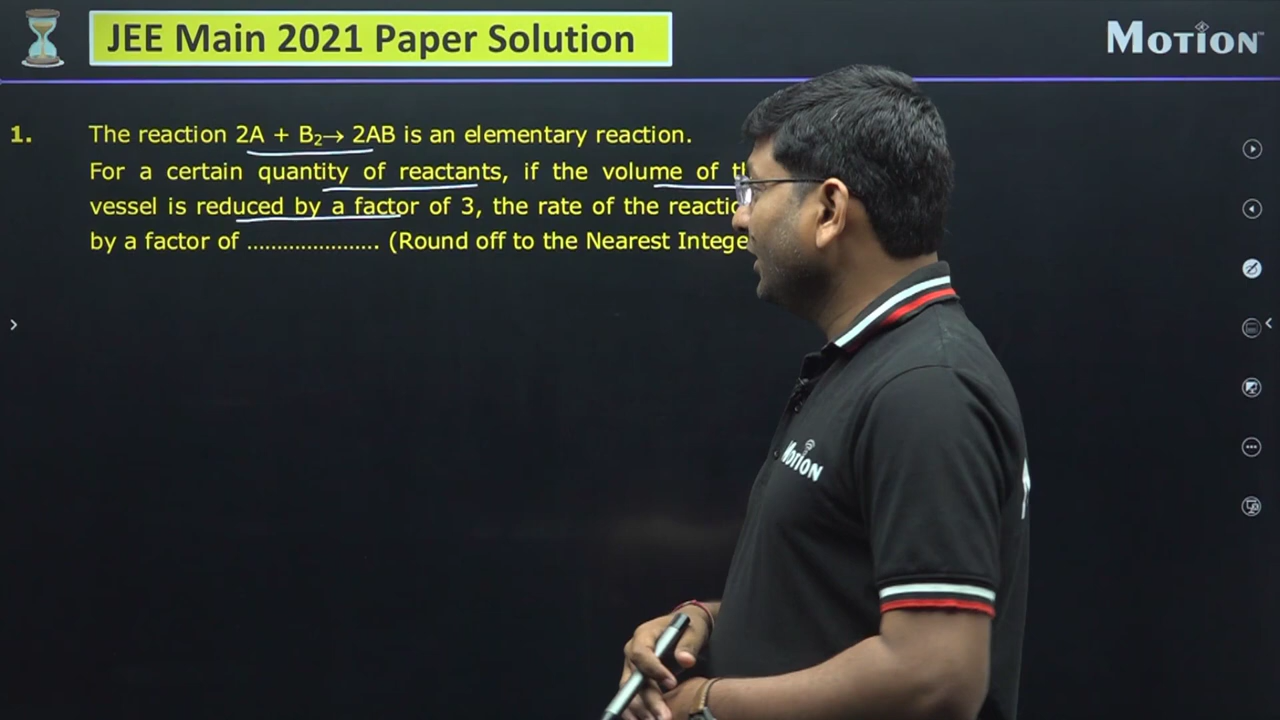 JEE Main 2021 Paper Solution
MOTION
1. The reaction 2A + B₂→ 2AB is an elementary reaction.
For a certain quantity of reactants, if the volume of
vessel is reduced by a factor of 3, the rate of the
by a factor of ...................... (Round off to the Nearest
MOTION